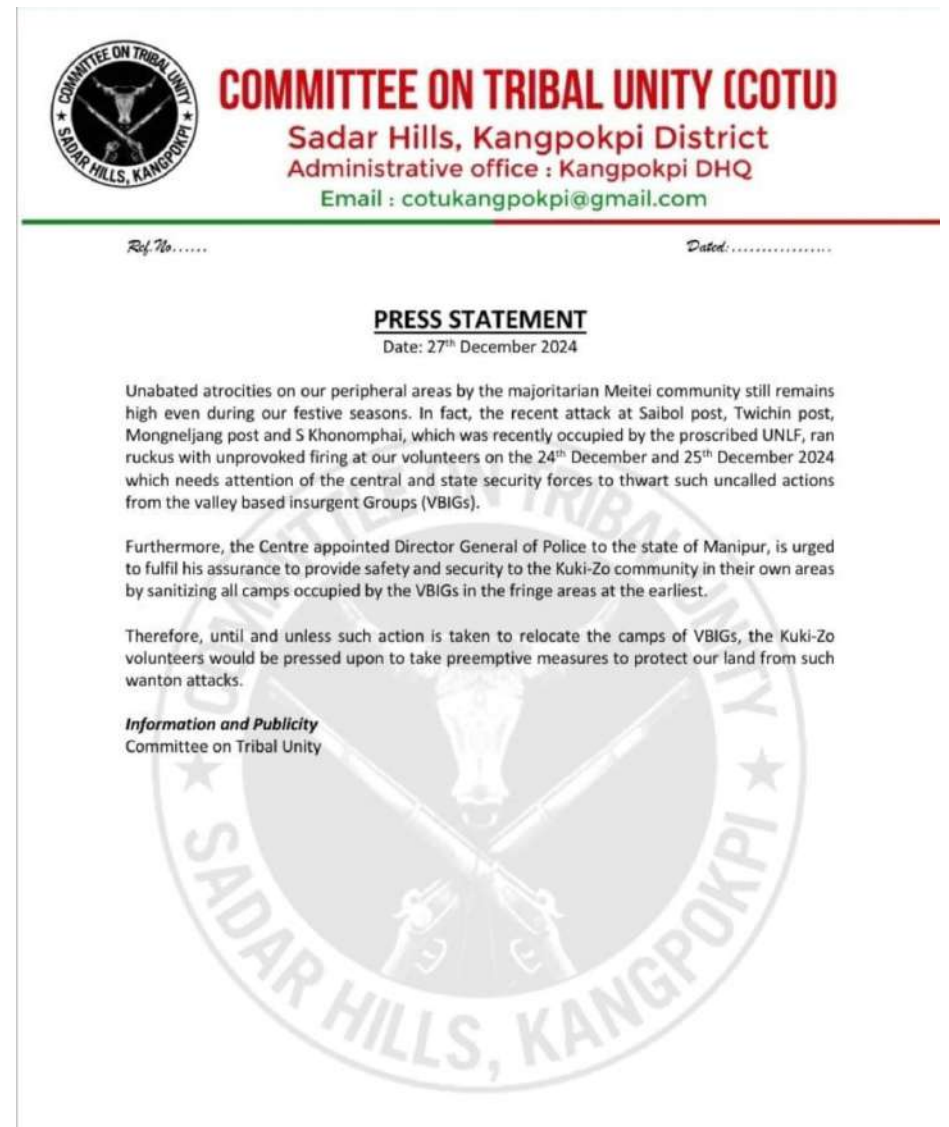 COMMITTEE ON TRIBAL UNITY
★ SADAR HILLS, KANGPOKPI ★
COMMITTEE ON TRIBAL UNITY (COTU)
Sadar Hills, Kangpokpi District
Administrative office : Kangpokpi DHQ
Email : cotukangpokpi@gmail.com
Ref. No...... Dated:.................
PRESS STATEMENT
Date: 27th December 2024
Unabated atrocities on our peripheral areas by the majoritarian Meitei community still remains
high even during our festive seasons. In fact, the recent attack at Saibol post, Twichin post,
Mongneljang post and S Khonomphai, which was recently occupied by the proscribed UNLF, ran
ruckus with unprovoked firing at our volunteers on the 24th December and 25th December 2024
which needs attention of the central and state security forces to thwart such uncalled actions
from the valley based insurgent Groups (VBIGs).
Furthermore, the Centre appointed Director General of Police to the state of Manipur, is urged
to fulfil his assurance to provide safety and security to the Kuki-Zo community in their own areas
by sanitizing all camps occupied by the VBIGs in the fringe areas at the earliest.
Therefore, until and unless such action is taken to relocate the camps of VBIGs, the Kuki-Zo
volunteers would be pressed upon to take preemptive measures to protect our land from such
wanton attacks.
Information and Publicity
Committee on Tribal Unity
COMMITTEE ON TRIBAL UNITY
★ SADAR HILLS, KANGPOKPI ★